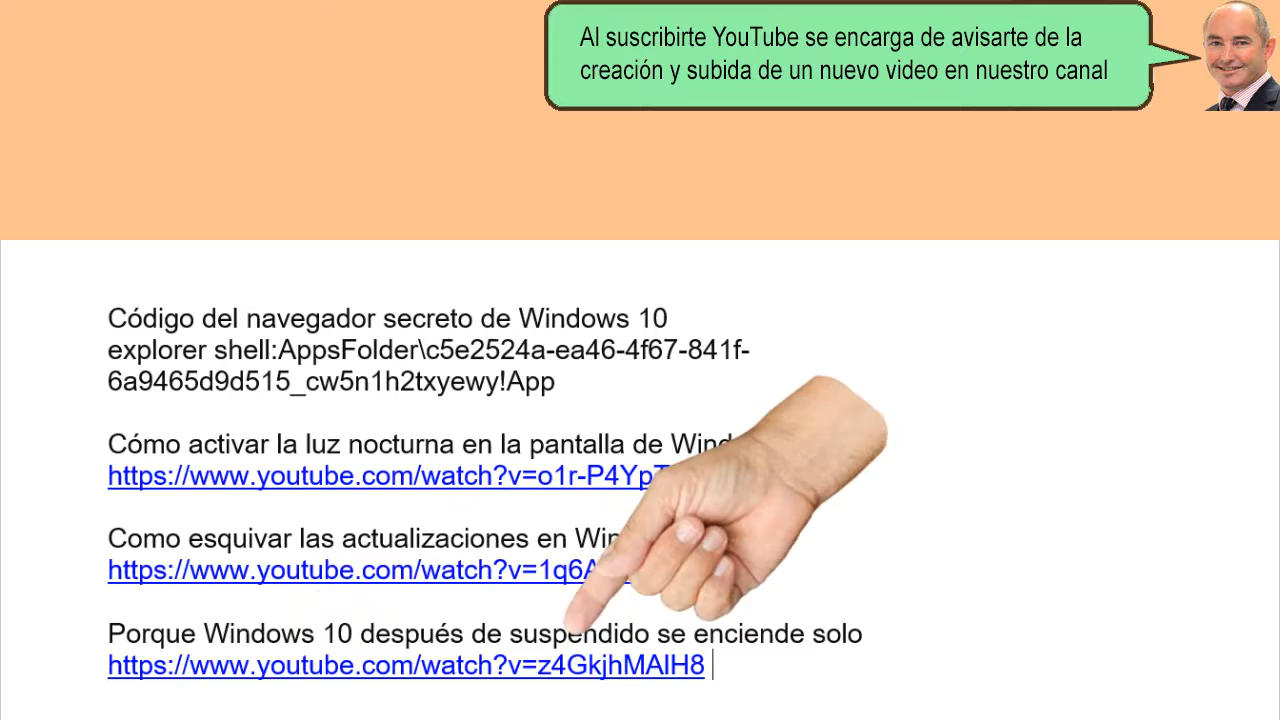 Al suscribirte YouTube se encarga de avisarte de la
creación y subida de un nuevo video en nuestro canal
Código del navegador secreto de Windows 10
explorer shell:AppsFolder\c5e2524a-ea46-4f67-841f-
6a9465d9d515_cw5n1h2txyewy!App
Cómo activar la luz nocturna en la pantalla de
https://www.youtube.com/watch?v=o1r-P4Yp
Como esquivar las actualizaciones en
https://www.youtube.com/watch?v=1q6
Porque Windows 10 después de suspendido se enciende solo
https://www.youtube.com/watch?v=z4GkjhMAlH8